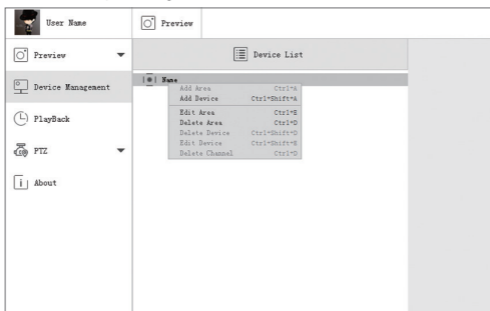 User Name
Preview
Preview
Device List
Device Management
Name
Add Area Ctrl+A
Add Device Ctrl+Shift+A
Edit Area Ctrl+E
Delete Area Ctrl+D
Delete Device Ctrl+Shift+D
Edit Device Ctrl+Shift+E
Delete Channel Ctrl+D
PlayBack
PTZ
About